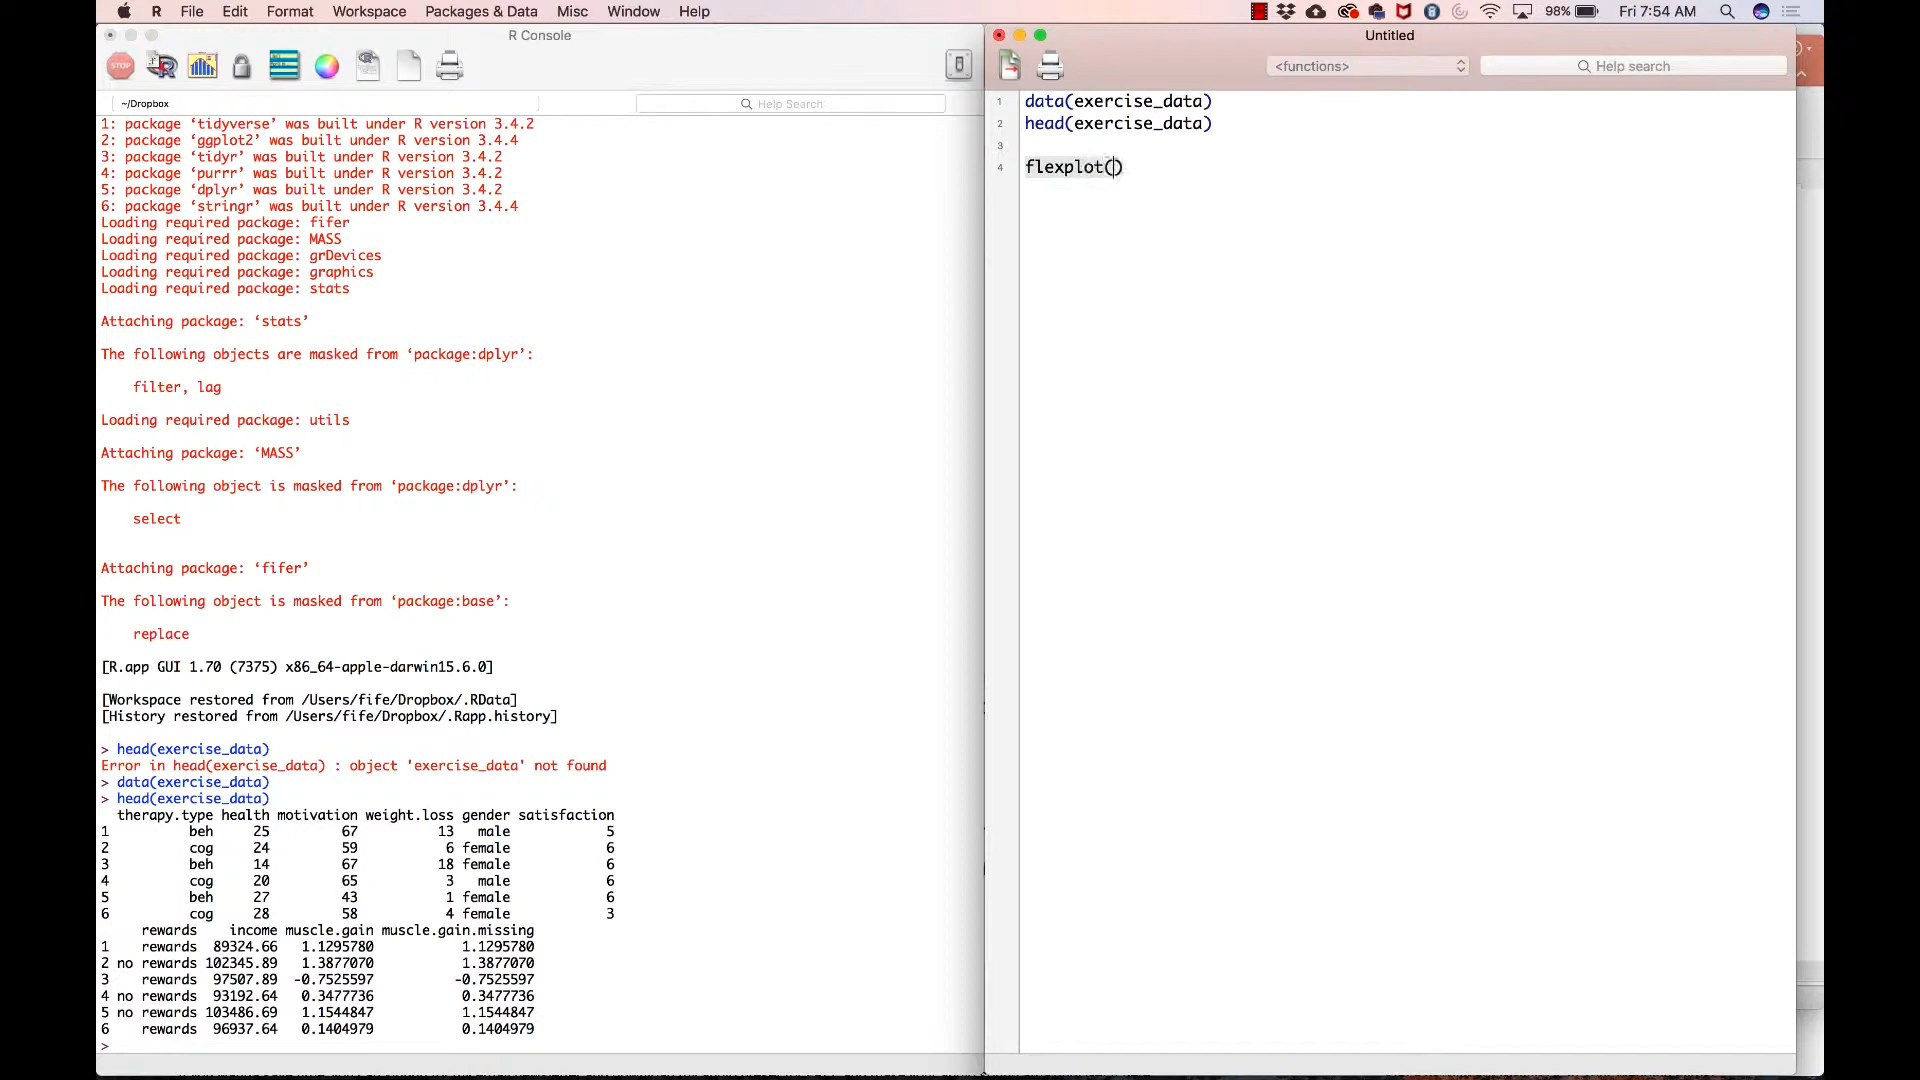 R File Edit Format Workspace Packages & Data Misc Window Help
98% Fri 7:54 AM
R Console
STOP
~/Dropbox
Help Search
1: package ‘tidyverse’ was built under R version 3.4.2
2: package ‘ggplot2’ was built under R version 3.4.4
3: package ‘tidyr’ was built under R version 3.4.2
4: package ‘purrr’ was built under R version 3.4.2
5: package ‘dplyr’ was built under R version 3.4.2
6: package ‘stringr’ was built under R version 3.4.4
Loading required package: fifer
Loading required package: MASS
Loading required package: grDevices
Loading required package: graphics
Loading required package: stats
Attaching package: ‘stats’
The following objects are masked from ‘package:dplyr’:
filter, lag
Loading required package: utils
Attaching package: ‘MASS’
The following object is masked from ‘package:dplyr’:
select
Attaching package: ‘fifer’
The following object is masked from ‘package:base’:
replace
[R.app GUI 1.70 (7375) x86_64-apple-darwin15.6.0]
[Workspace restored from /Users/fife/Dropbox/.RData]
[History restored from /Users/fife/Dropbox/.Rapp.history]
> head(exercise_data)
Error in head(exercise_data) : object 'exercise_data' not found
> data(exercise_data)
> head(exercise_data)
therapy.type health motivation weight.loss gender satisfaction
1 beh 25 67 13 male 5
2 cog 24 59 6 female 6
3 beh 14 67 18 female 6
4 cog 20 65 3 male 6
5 beh 27 43 1 female 6
6 cog 28 58 4 female 3
rewards income muscle.gain muscle.gain.missing
1 rewards 89324.66 1.1295780 1.1295780
2 no rewards 102345.89 1.3877070 1.3877070
3 rewards 97507.89 -0.7525597 -0.7525597
4 no rewards 93192.64 0.3477736 0.3477736
5 no rewards 103486.69 1.1544847 1.1544847
6 rewards 96937.64 0.1404979 0.1404979
>
Untitled
<functions>
Help search
1 data(exercise_data)
2 head(exercise_data)
3
4 flexplot()